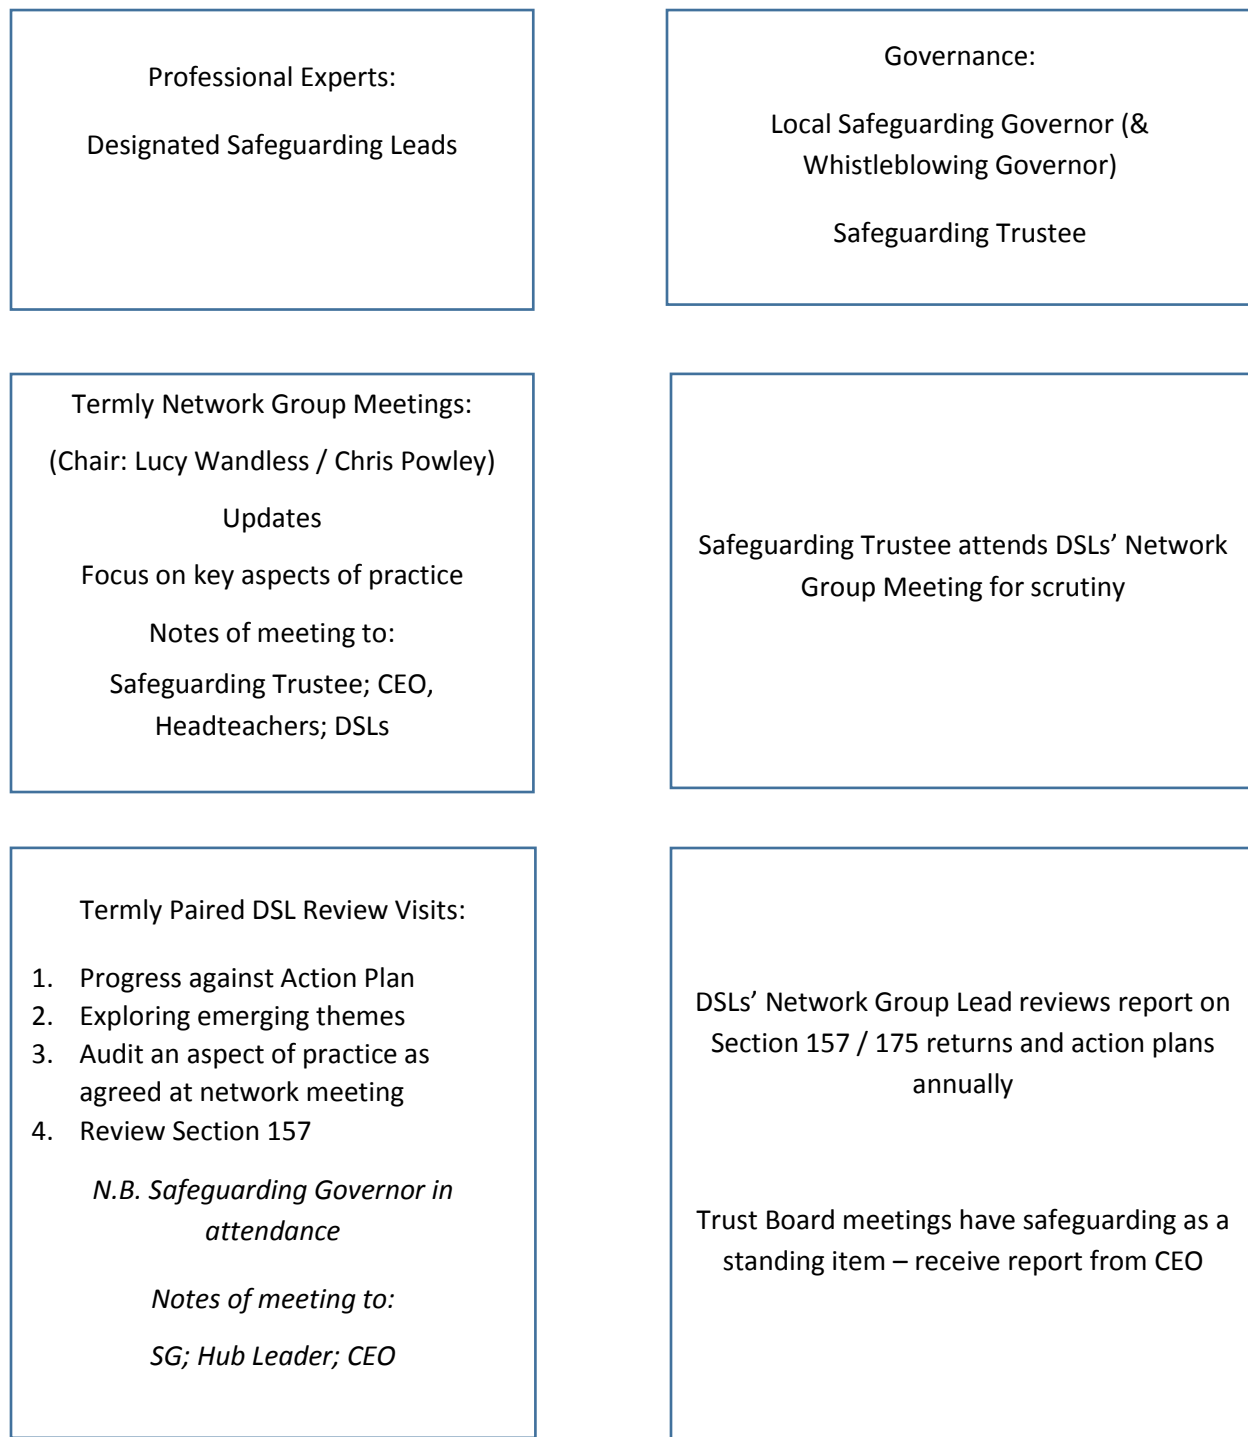 Professional Experts:
Designated Safeguarding Leads
Governance:
Local Safeguarding Governor (&
Whistleblowing Governor)
Safeguarding Trustee
Termly Network Group Meetings:
(Chair: Lucy Wandless / Chris Powley)
Updates
Focus on key aspects of practice
Notes of meeting to:
Safeguarding Trustee; CEO,
Headteachers; DSLs
Safeguarding Trustee attends DSLs’ Network
Group Meeting for scrutiny
Termly Paired DSL Review Visits:
1. Progress against Action Plan
2. Exploring emerging themes
3. Audit an aspect of practice as
agreed at network meeting
4. Review Section 157
N.B. Safeguarding Governor in
attendance
Notes of meeting to:
SG; Hub Leader; CEO
DSLs’ Network Group Lead reviews report on
Section 157 / 175 returns and action plans
annually
Trust Board meetings have safeguarding as a
standing item – receive report from CEO